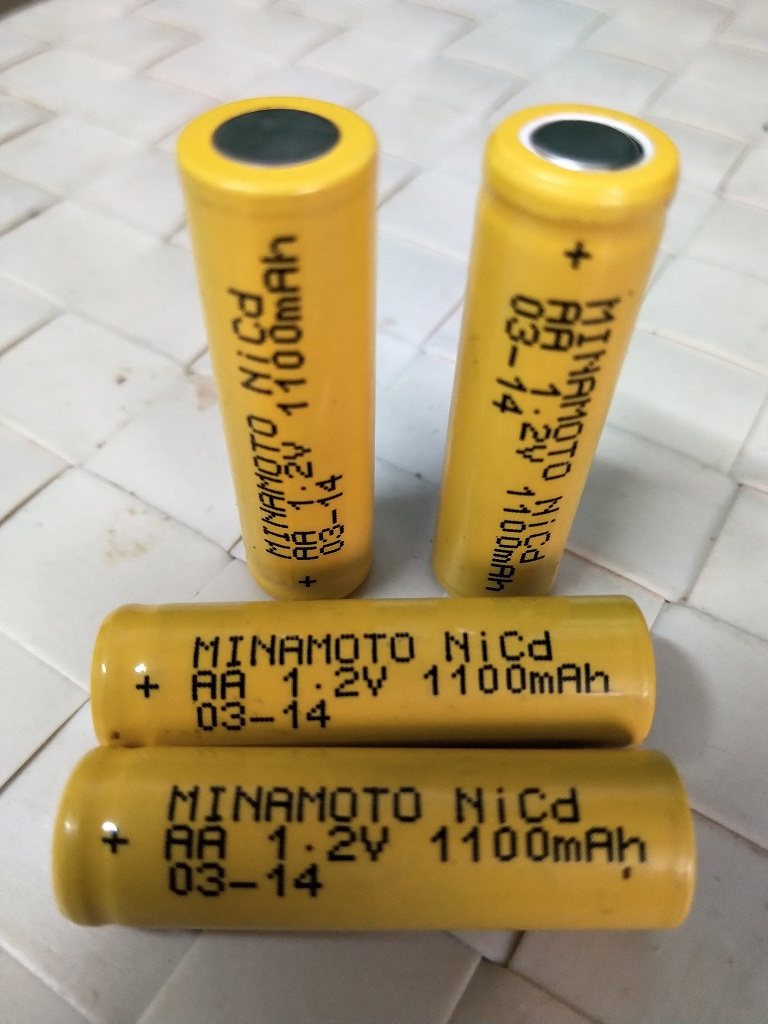 MINAMOTO NiCd
AA 1.2V 1100mAh
03-14
+
+
MINAMOTO NiCd
AA 1.2V 1100mAh
03-14
+
MINAMOTO NiCd
AA 1.2V 1100mAh
03-14
+
MINAMOTO NiCd
AA 1.2V 1100mAh
03-14